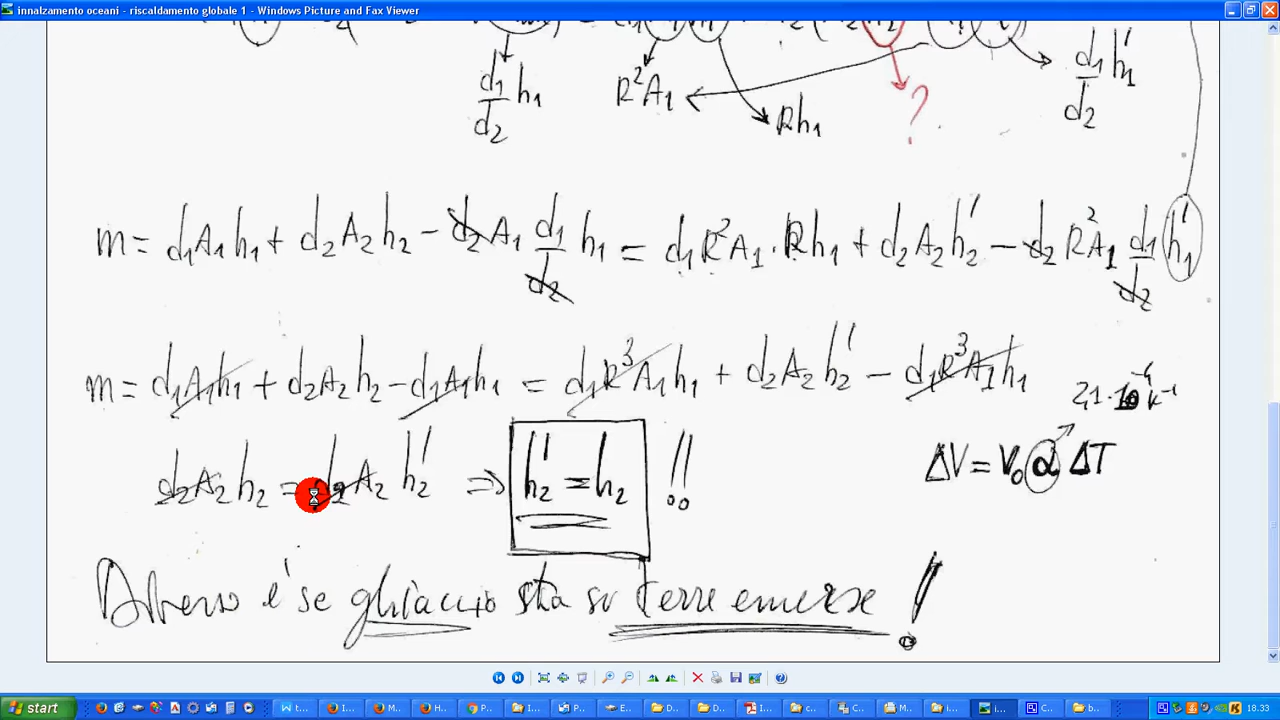 innalzamento oceani - riscaldamento globale 1 - Windows Picture and Fax Viewer
d1/d2 h1
R²A1
Rh1
?
d1/d2 h1'
m = d1A1h1 + d2A2h2 - d2A1 d1/d2 h1 = d1R²A1·Rh1 + d2A2h2' - d2R²A1 d1/d2 h1'
m = d1A1h1 + d2A2h2 - d1A1h1 = d1R³A1h1 + d2A2h2' - d1R³A1h1
2,1·10⁻⁴ K⁻¹
d2A2h2 = d2A2h2' ⇒ h2' = h2 !!
ΔV = V0 α ΔT
Diverso è se ghiaccio sta su terre emerse !
start
18.33